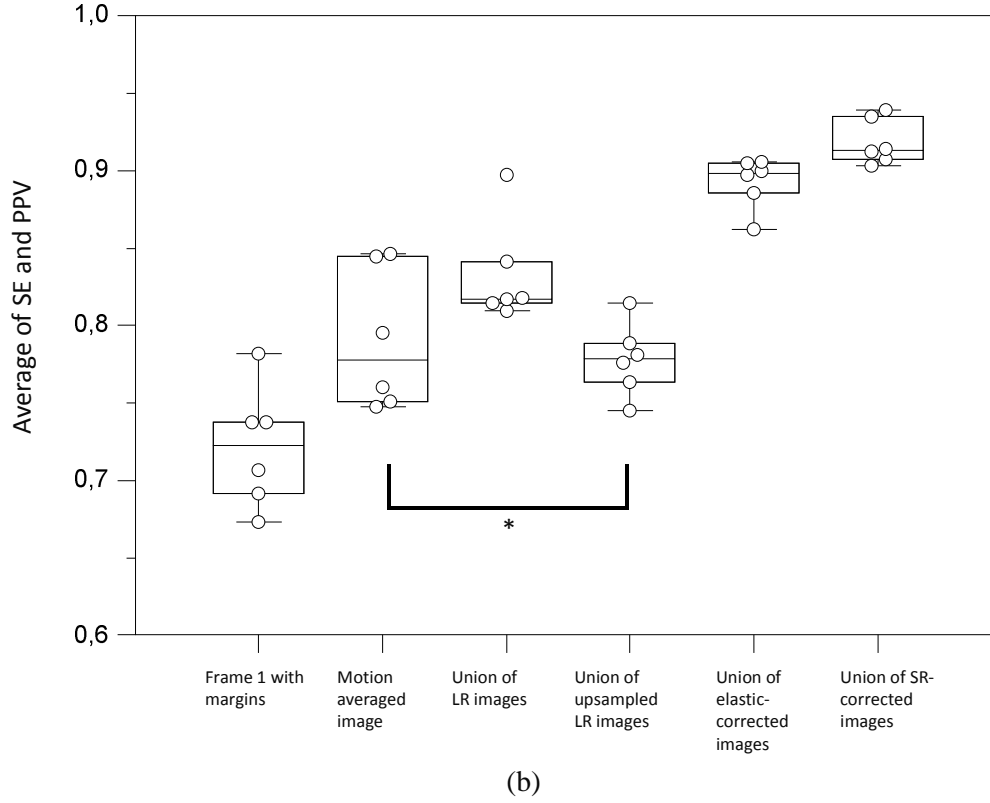 1,0
0,9
0,8
0,7
0,6
Average of SE and PPV
*
Frame 1 with
margins
Motion
averaged
image
Union of
LR images
Union of
upsampled
LR images
Union of
elastic-
corrected
images
Union of SR-
corrected
images
(b)